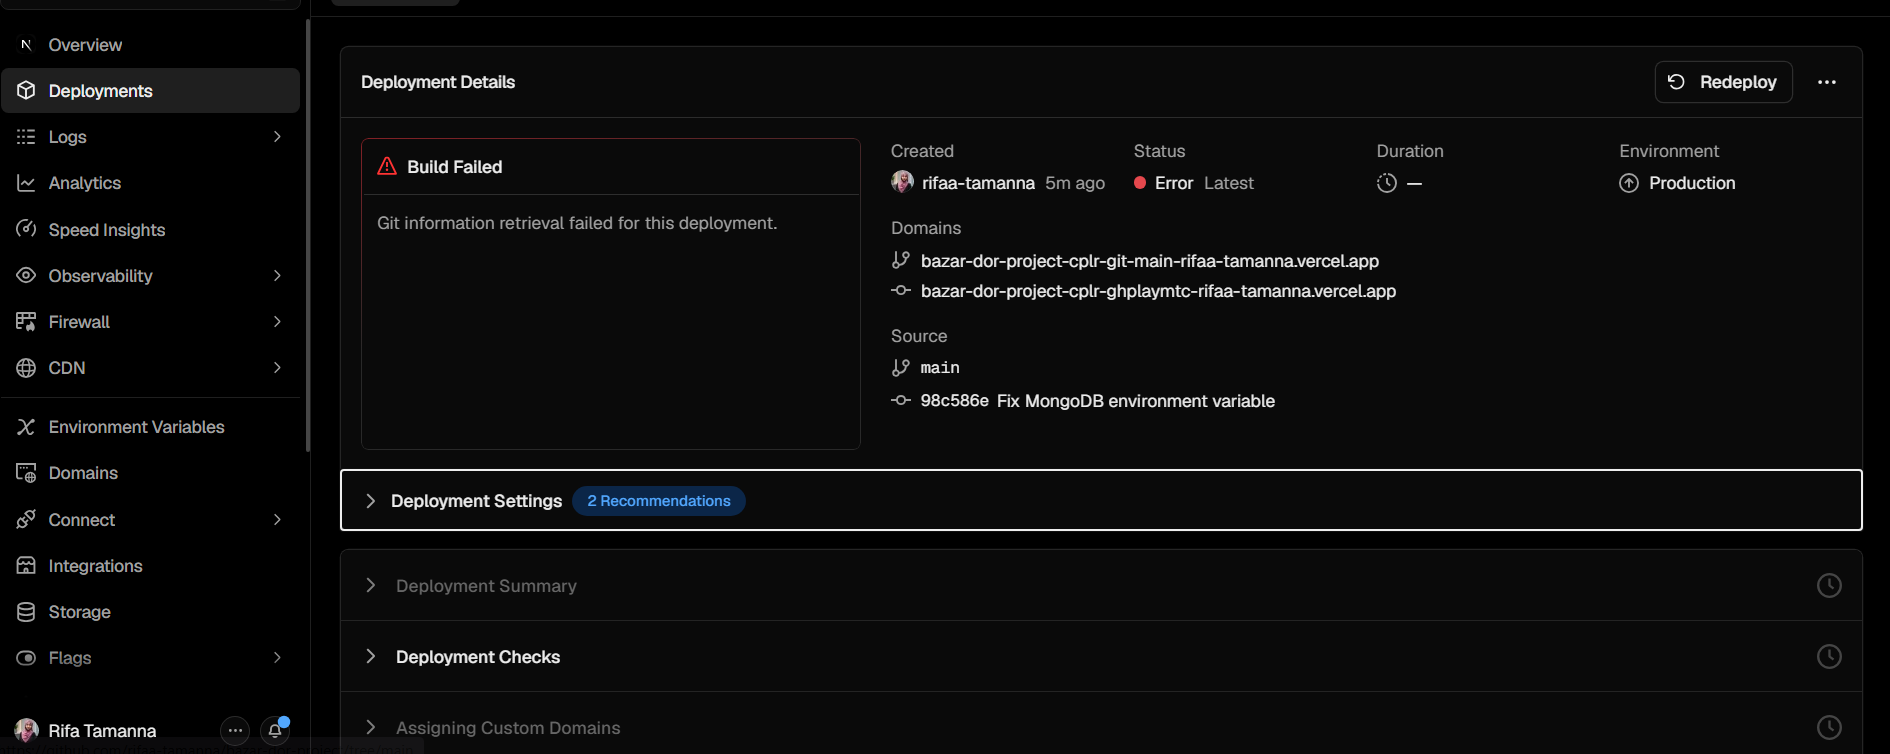 Overview
Deployments
Logs
Analytics
Speed Insights
Observability
Firewall
CDN
Environment Variables
Domains
Connect
Integrations
Storage
Flags
Rifa Tamanna
Deployment Details
Redeploy
Build Failed
Git information retrieval failed for this deployment.
Created
rifaa-tamanna 5m ago
Status
Error Latest
Duration
—
Environment
Production
Domains
bazar-dor-project-cplr-git-main-rifaa-tamanna.vercel.app
bazar-dor-project-cplr-ghplaymtc-rifaa-tamanna.vercel.app
Source
main
98c586e Fix MongoDB environment variable
Deployment Settings 2 Recommendations
Deployment Summary
Deployment Checks
Assigning Custom Domains